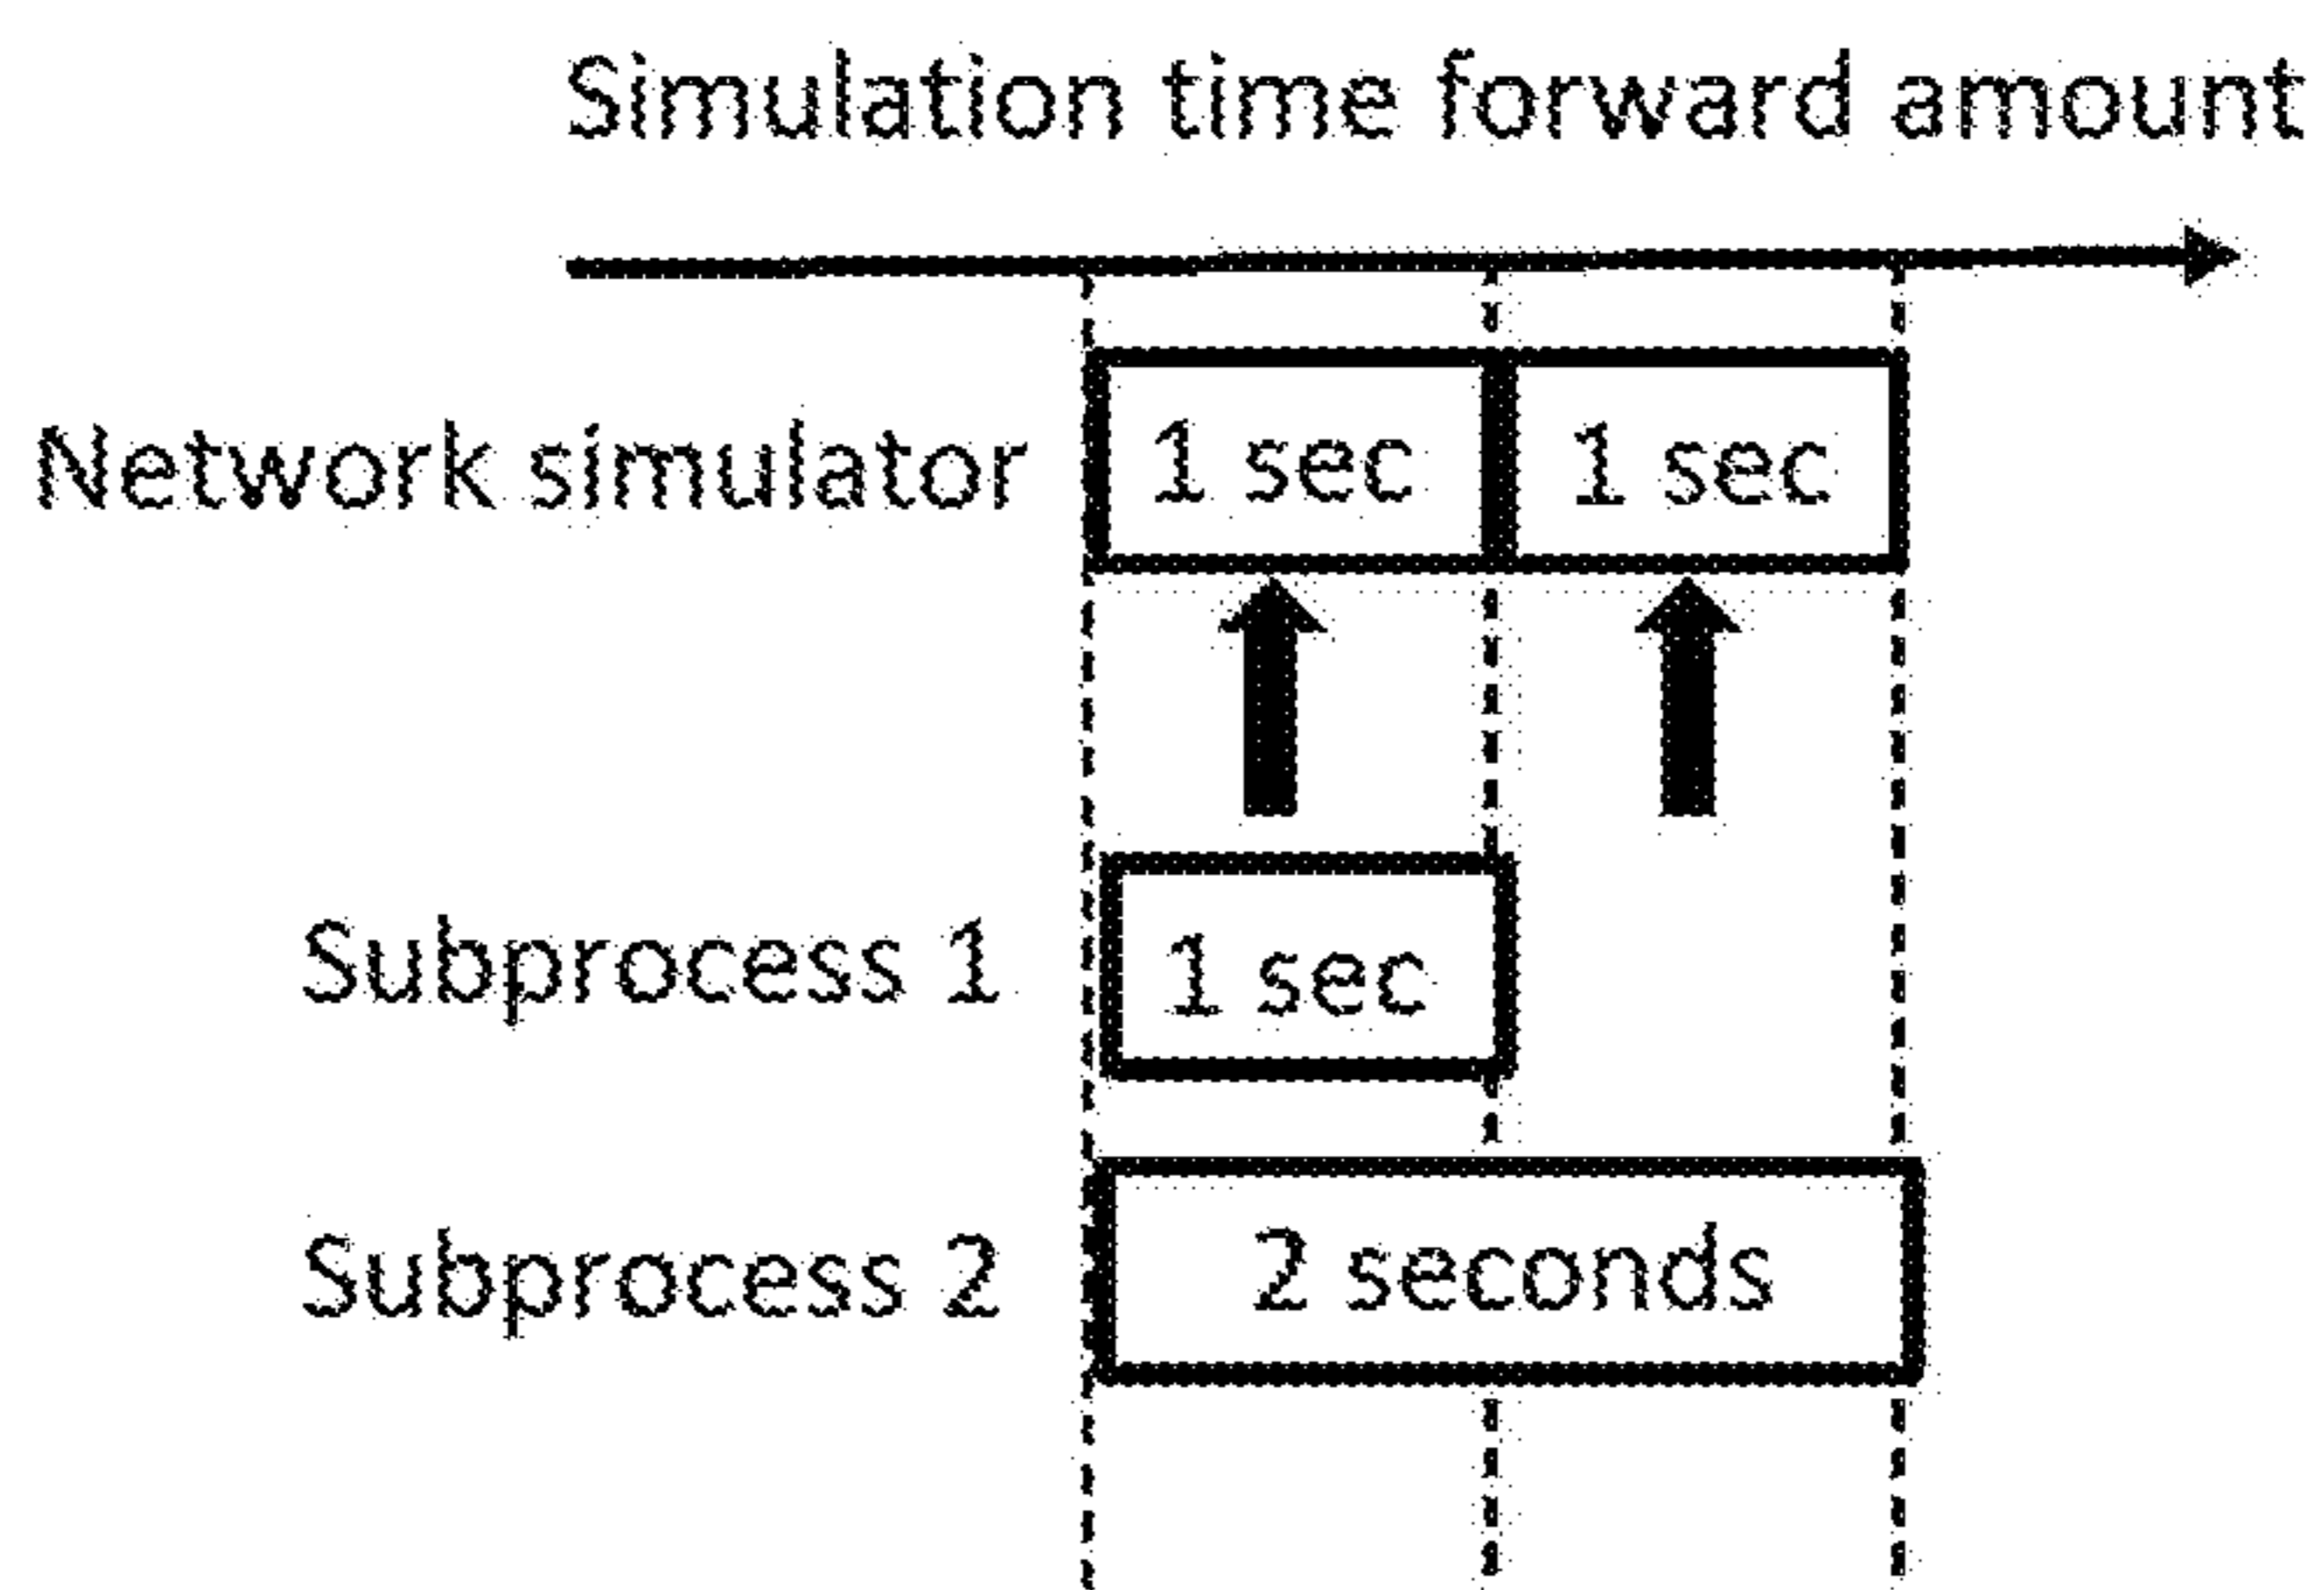 Simulation time forward amount
Network simulator 1 sec 1 sec
Subprocess 1 1 sec
Subprocess 2 2 seconds